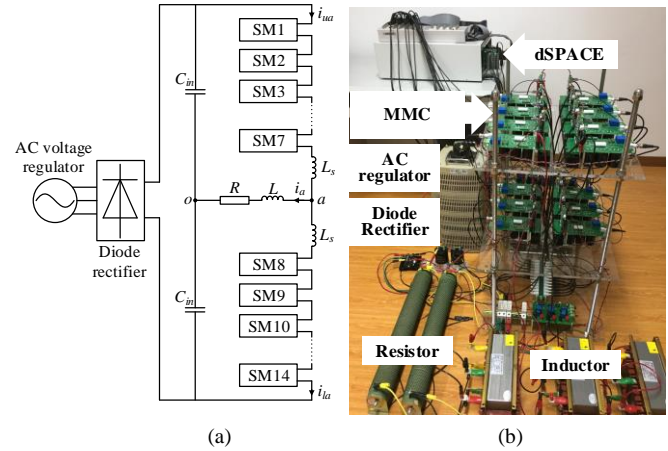 i_ua
SM1
SM2
C_in
SM3
dSPACE
MMC
SM7
AC voltage
regulator
L_s
R
L
i_a
o
a
AC
regulator
Diode
Rectifier
Diode
rectifier
L_s
SM8
C_in
SM9
SM10
Resistor
Inductor
SM14
i_la
(a)
(b)